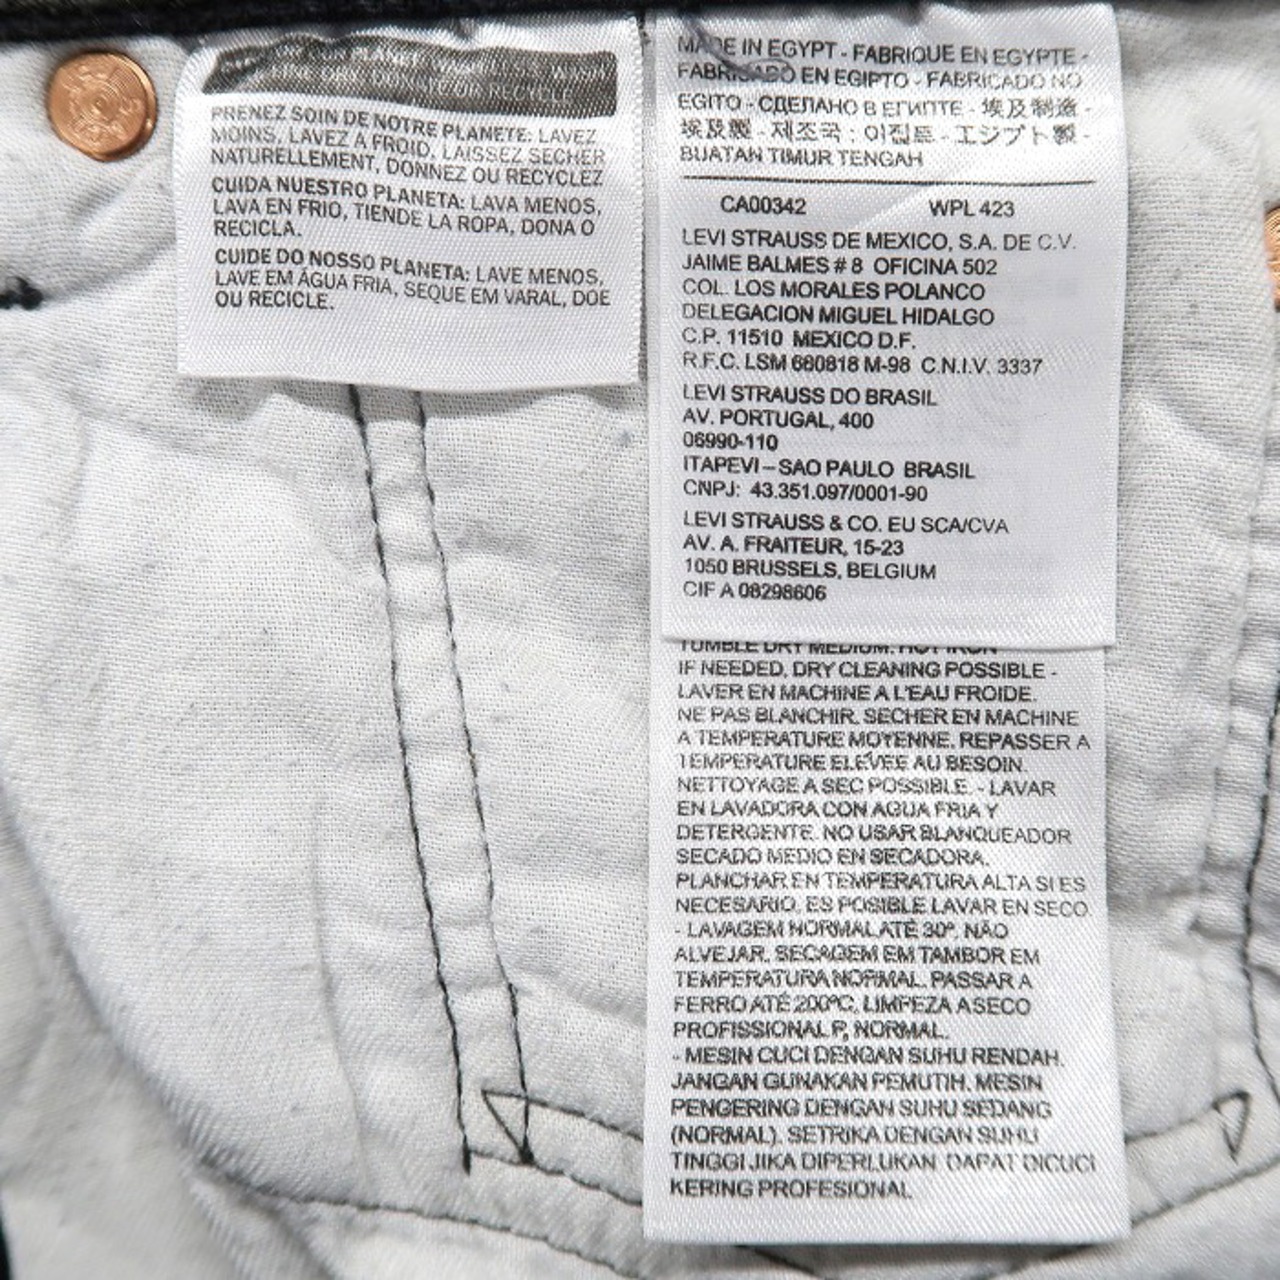 OR RECYCLE
PRENEZ SOIN DE NOTRE PLANETE: LAVEZ
MOINS, LAVEZ A FROID, LAISSEZ SECHER
NATURELLEMENT, DONNEZ OU RECYCLEZ
CUIDA NUESTRO PLANETA: LAVA MENOS,
LAVA EN FRIO, TIENDE LA ROPA, DONA O
RECICLA.
CUIDE DO NOSSO PLANETA: LAVE MENOS,
LAVE EM ÁGUA FRIA, SEQUE EM VARAL, DOE
OU RECICLE.
MADE IN EGYPT - FABRIQUE EN EGYPTE -
FABRICADO EN EGIPTO - FABRICADO NO
EGITO - СДЕЛАНО В ЕГИПТЕ - 埃及制造 -
埃及製 - 제조국 : 이집트 - エジプト製 -
BUATAN TIMUR TENGAH
CA00342 WPL 423
LEVI STRAUSS DE MEXICO, S.A. DE C.V.
JAIME BALMES # 8 OFICINA 502
COL. LOS MORALES POLANCO
DELEGACION MIGUEL HIDALGO
C.P. 11510 MEXICO D.F.
R.F.C. LSM 680818 M-98 C.N.I.V. 3337
LEVI STRAUSS DO BRASIL
AV. PORTUGAL, 400
06990-110
ITAPEVI – SAO PAULO BRASIL
CNPJ: 43.351.097/0001-90
LEVI STRAUSS & CO. EU SCA/CVA
AV. A. FRAITEUR, 15-23
1050 BRUSSELS, BELGIUM
CIF A 08298606
TUMBLE DRY MEDIUM. HOT IRON
IF NEEDED, DRY CLEANING POSSIBLE -
LAVER EN MACHINE A L'EAU FROIDE.
NE PAS BLANCHIR. SECHER EN MACHINE
A TEMPERATURE MOYENNE. REPASSER A
TEMPERATURE ELEVEE AU BESOIN.
NETTOYAGE A SEC POSSIBLE. - LAVAR
EN LAVADORA CON AGUA FRIA Y
DETERGENTE. NO USAR BLANQUEADOR
SECADO MEDIO EN SECADORA.
PLANCHAR EN TEMPERATURA ALTA SI ES
NECESARIO. ES POSIBLE LAVAR EN SECO
- LAVAGEM NORMAL ATÉ 30º, NÃO
ALVEJAR. SECAGEM EM TAMBOR EM
TEMPERATURA NORMAL. PASSAR A
FERRO ATÉ 200ºC, LIMPEZA A SECO
PROFISSIONAL P, NORMAL.
- MESIN CUCI DENGAN SUHU RENDAH.
JANGAN GUNAKAN PEMUTIH. MESIN
PENGERING DENGAN SUHU SEDANG
(NORMAL). SETRIKA DENGAN SUHU
TINGGI JIKA DIPERLUKAN DAPAT DICUCI
KERING PROFESIONAL